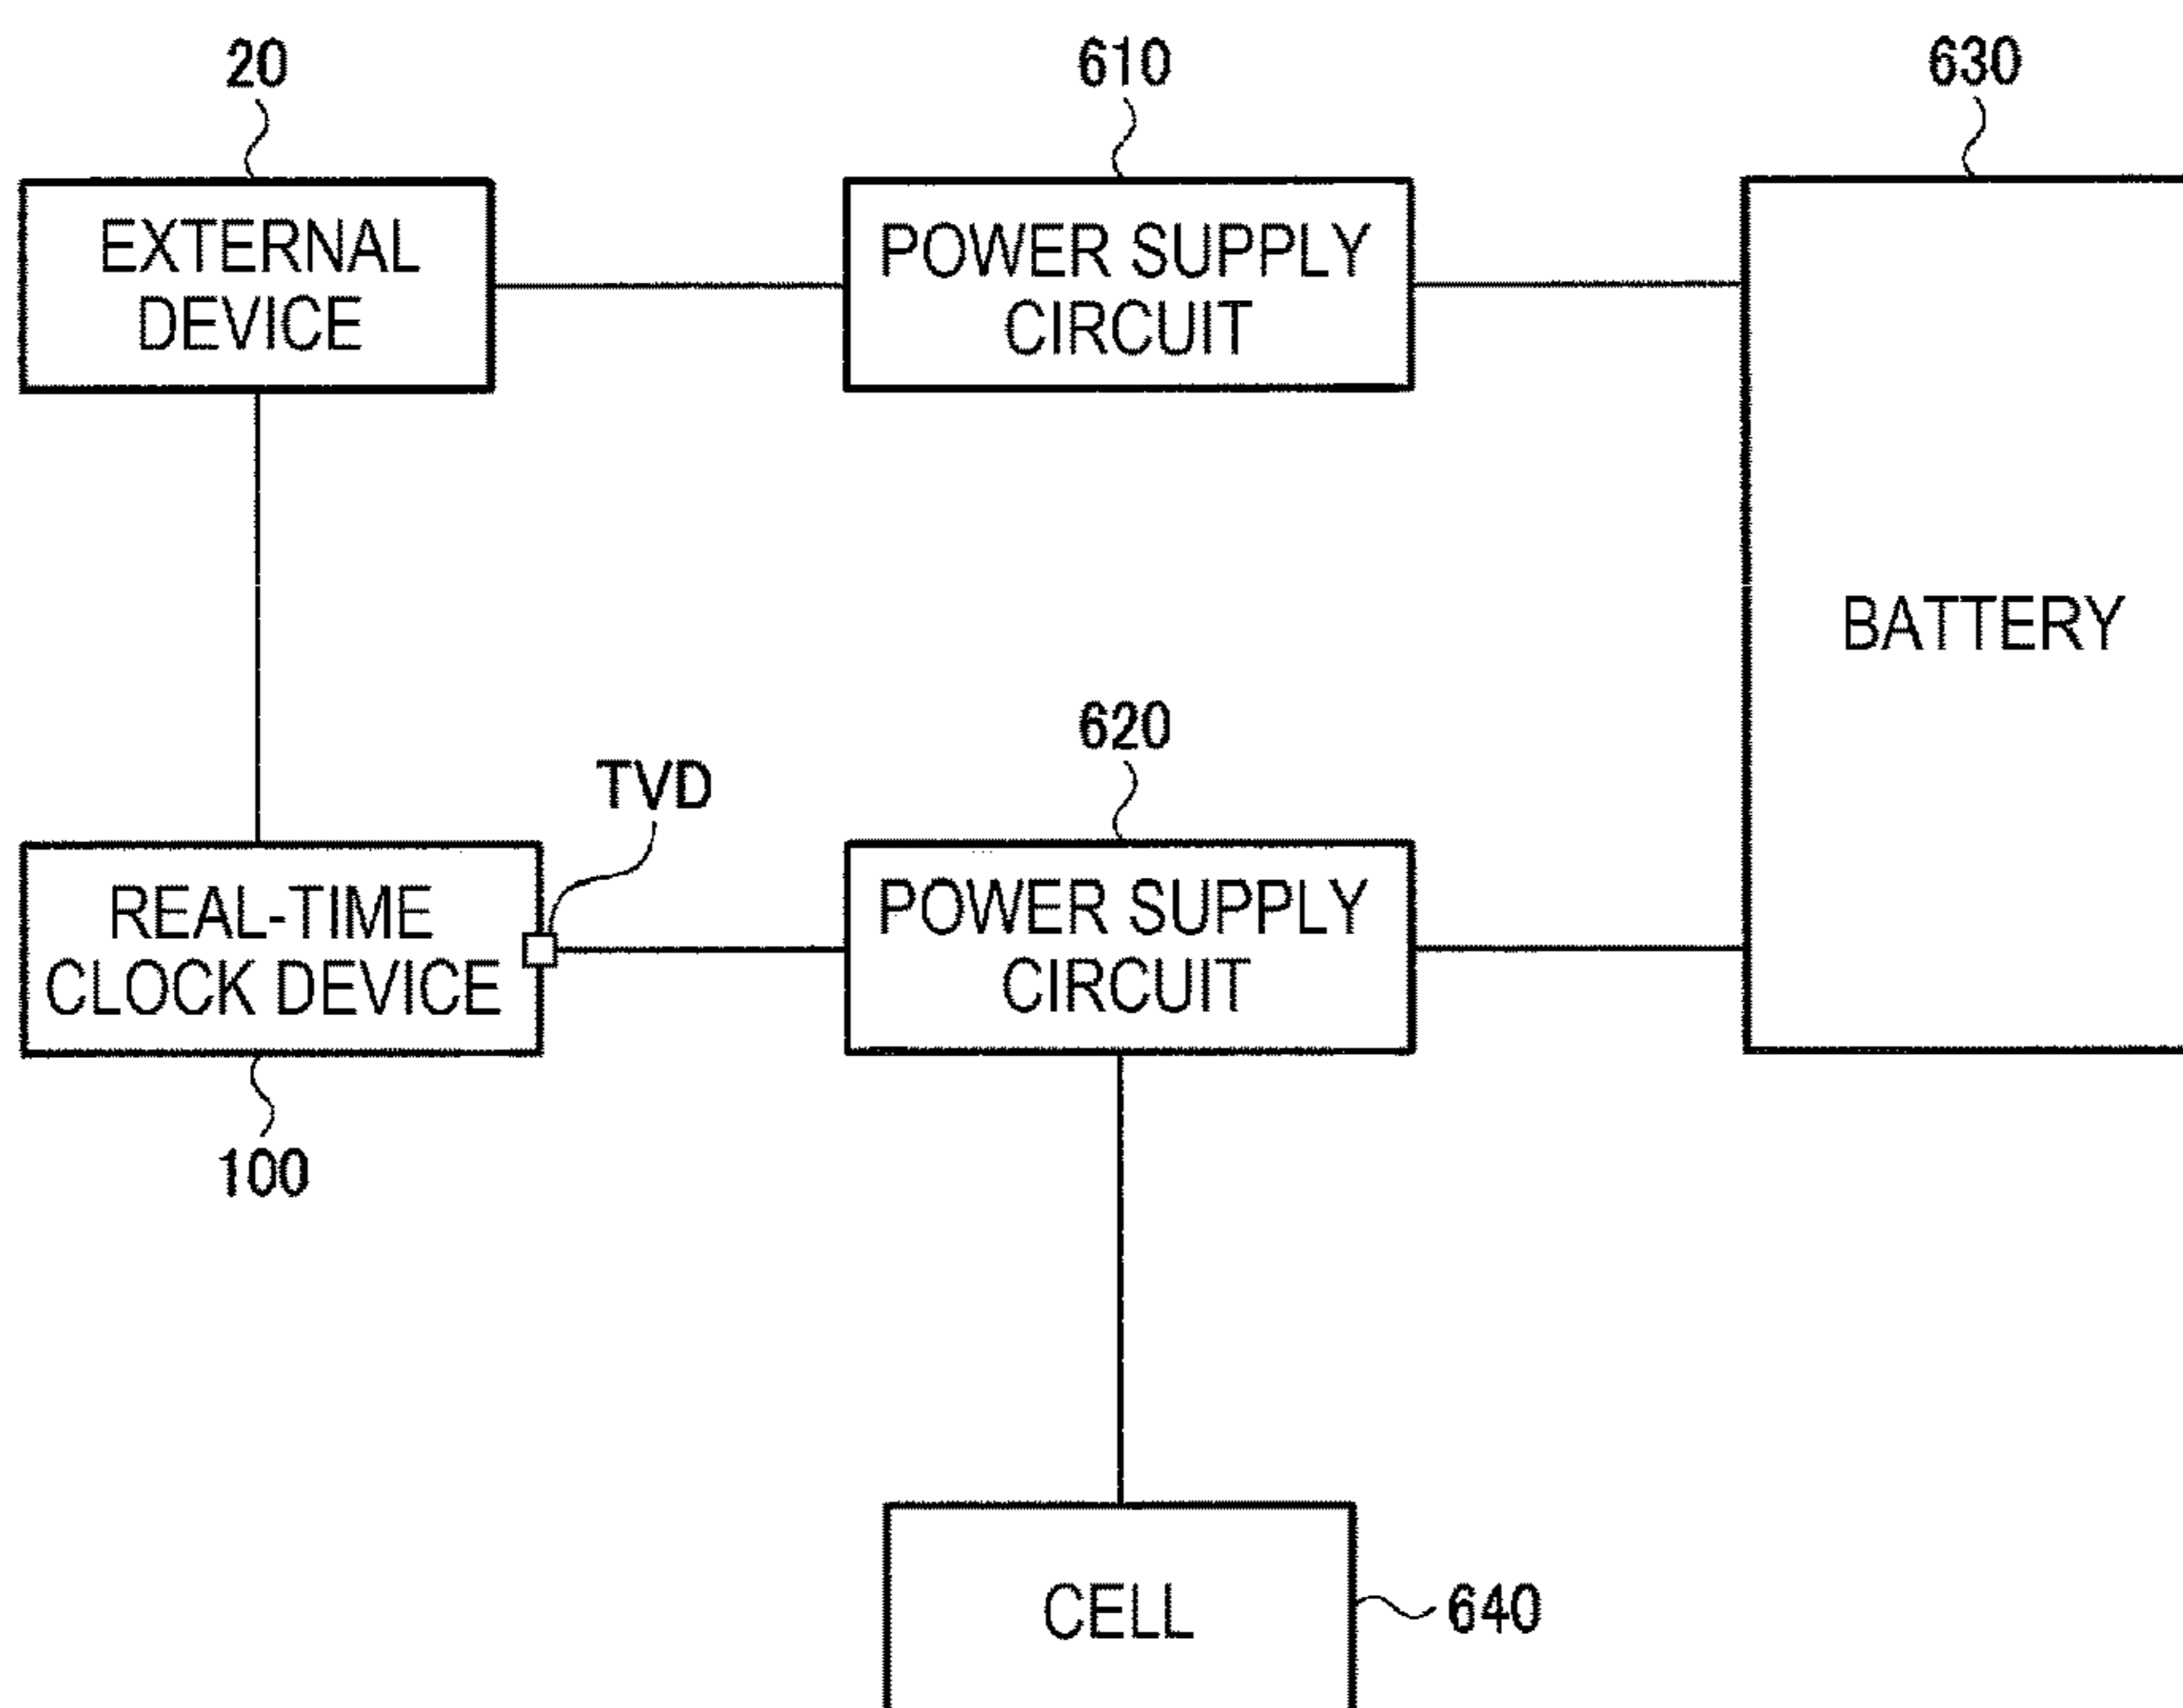 20
610
630
EXTERNAL
DEVICE
POWER SUPPLY
CIRCUIT
BATTERY
620
TVD
REAL-TIME
CLOCK DEVICE
POWER SUPPLY
CIRCUIT
100
CELL
640